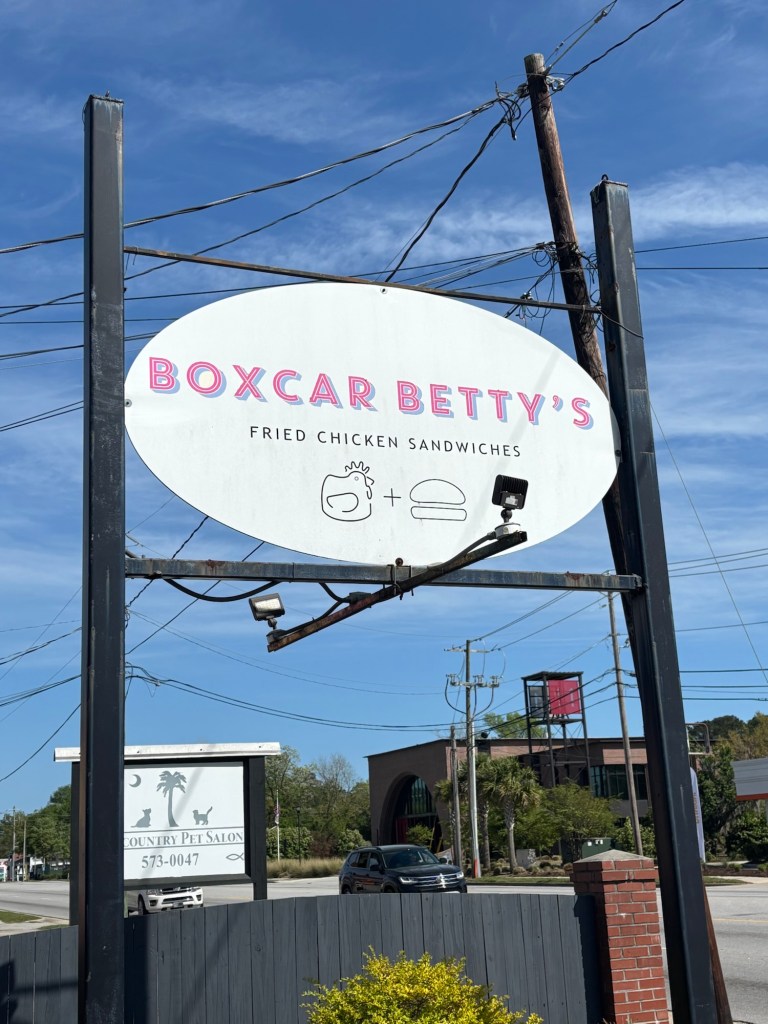 BOXCAR BETTY'S
FRIED CHICKEN SANDWICHES
COUNTRY PET SALON
573-0047